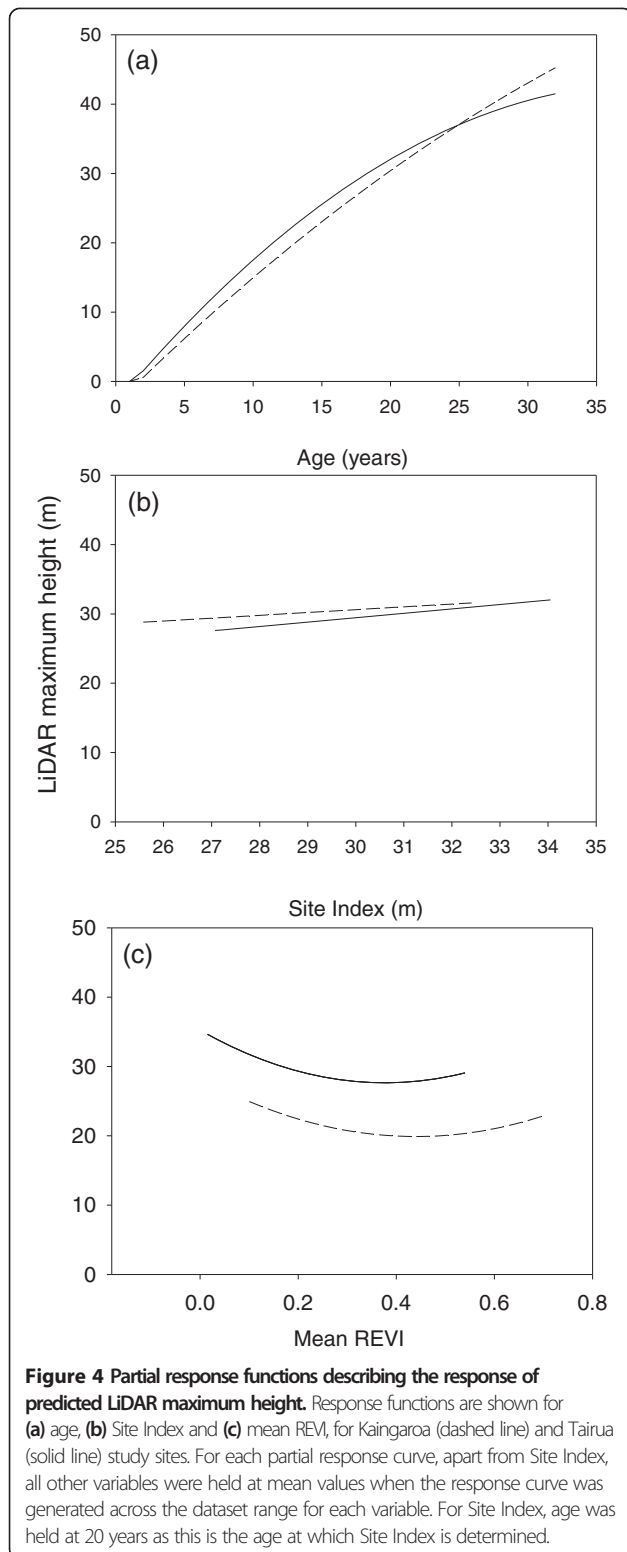 (a)
50
40
30
20
10
0
0 5 10 15 20 25 30 35
Age (years)
LiDAR maximum height (m)
(b)
50
40
30
20
10
0
25 26 27 28 29 30 31 32 33 34 35
Site Index (m)
(c)
50
40
30
20
10
0
0.0 0.2 0.4 0.6 0.8
Mean REVI
Figure 4 Partial response functions describing the response of
predicted LiDAR maximum height. Response functions are shown for
(a) age, (b) Site Index and (c) mean REVI, for Kaingaroa (dashed line) and Tairua
(solid line) study sites. For each partial response curve, apart from Site Index,
all other variables were held at mean values when the response curve was
generated across the dataset range for each variable. For Site Index, age was
held at 20 years as this is the age at which Site Index is determined.